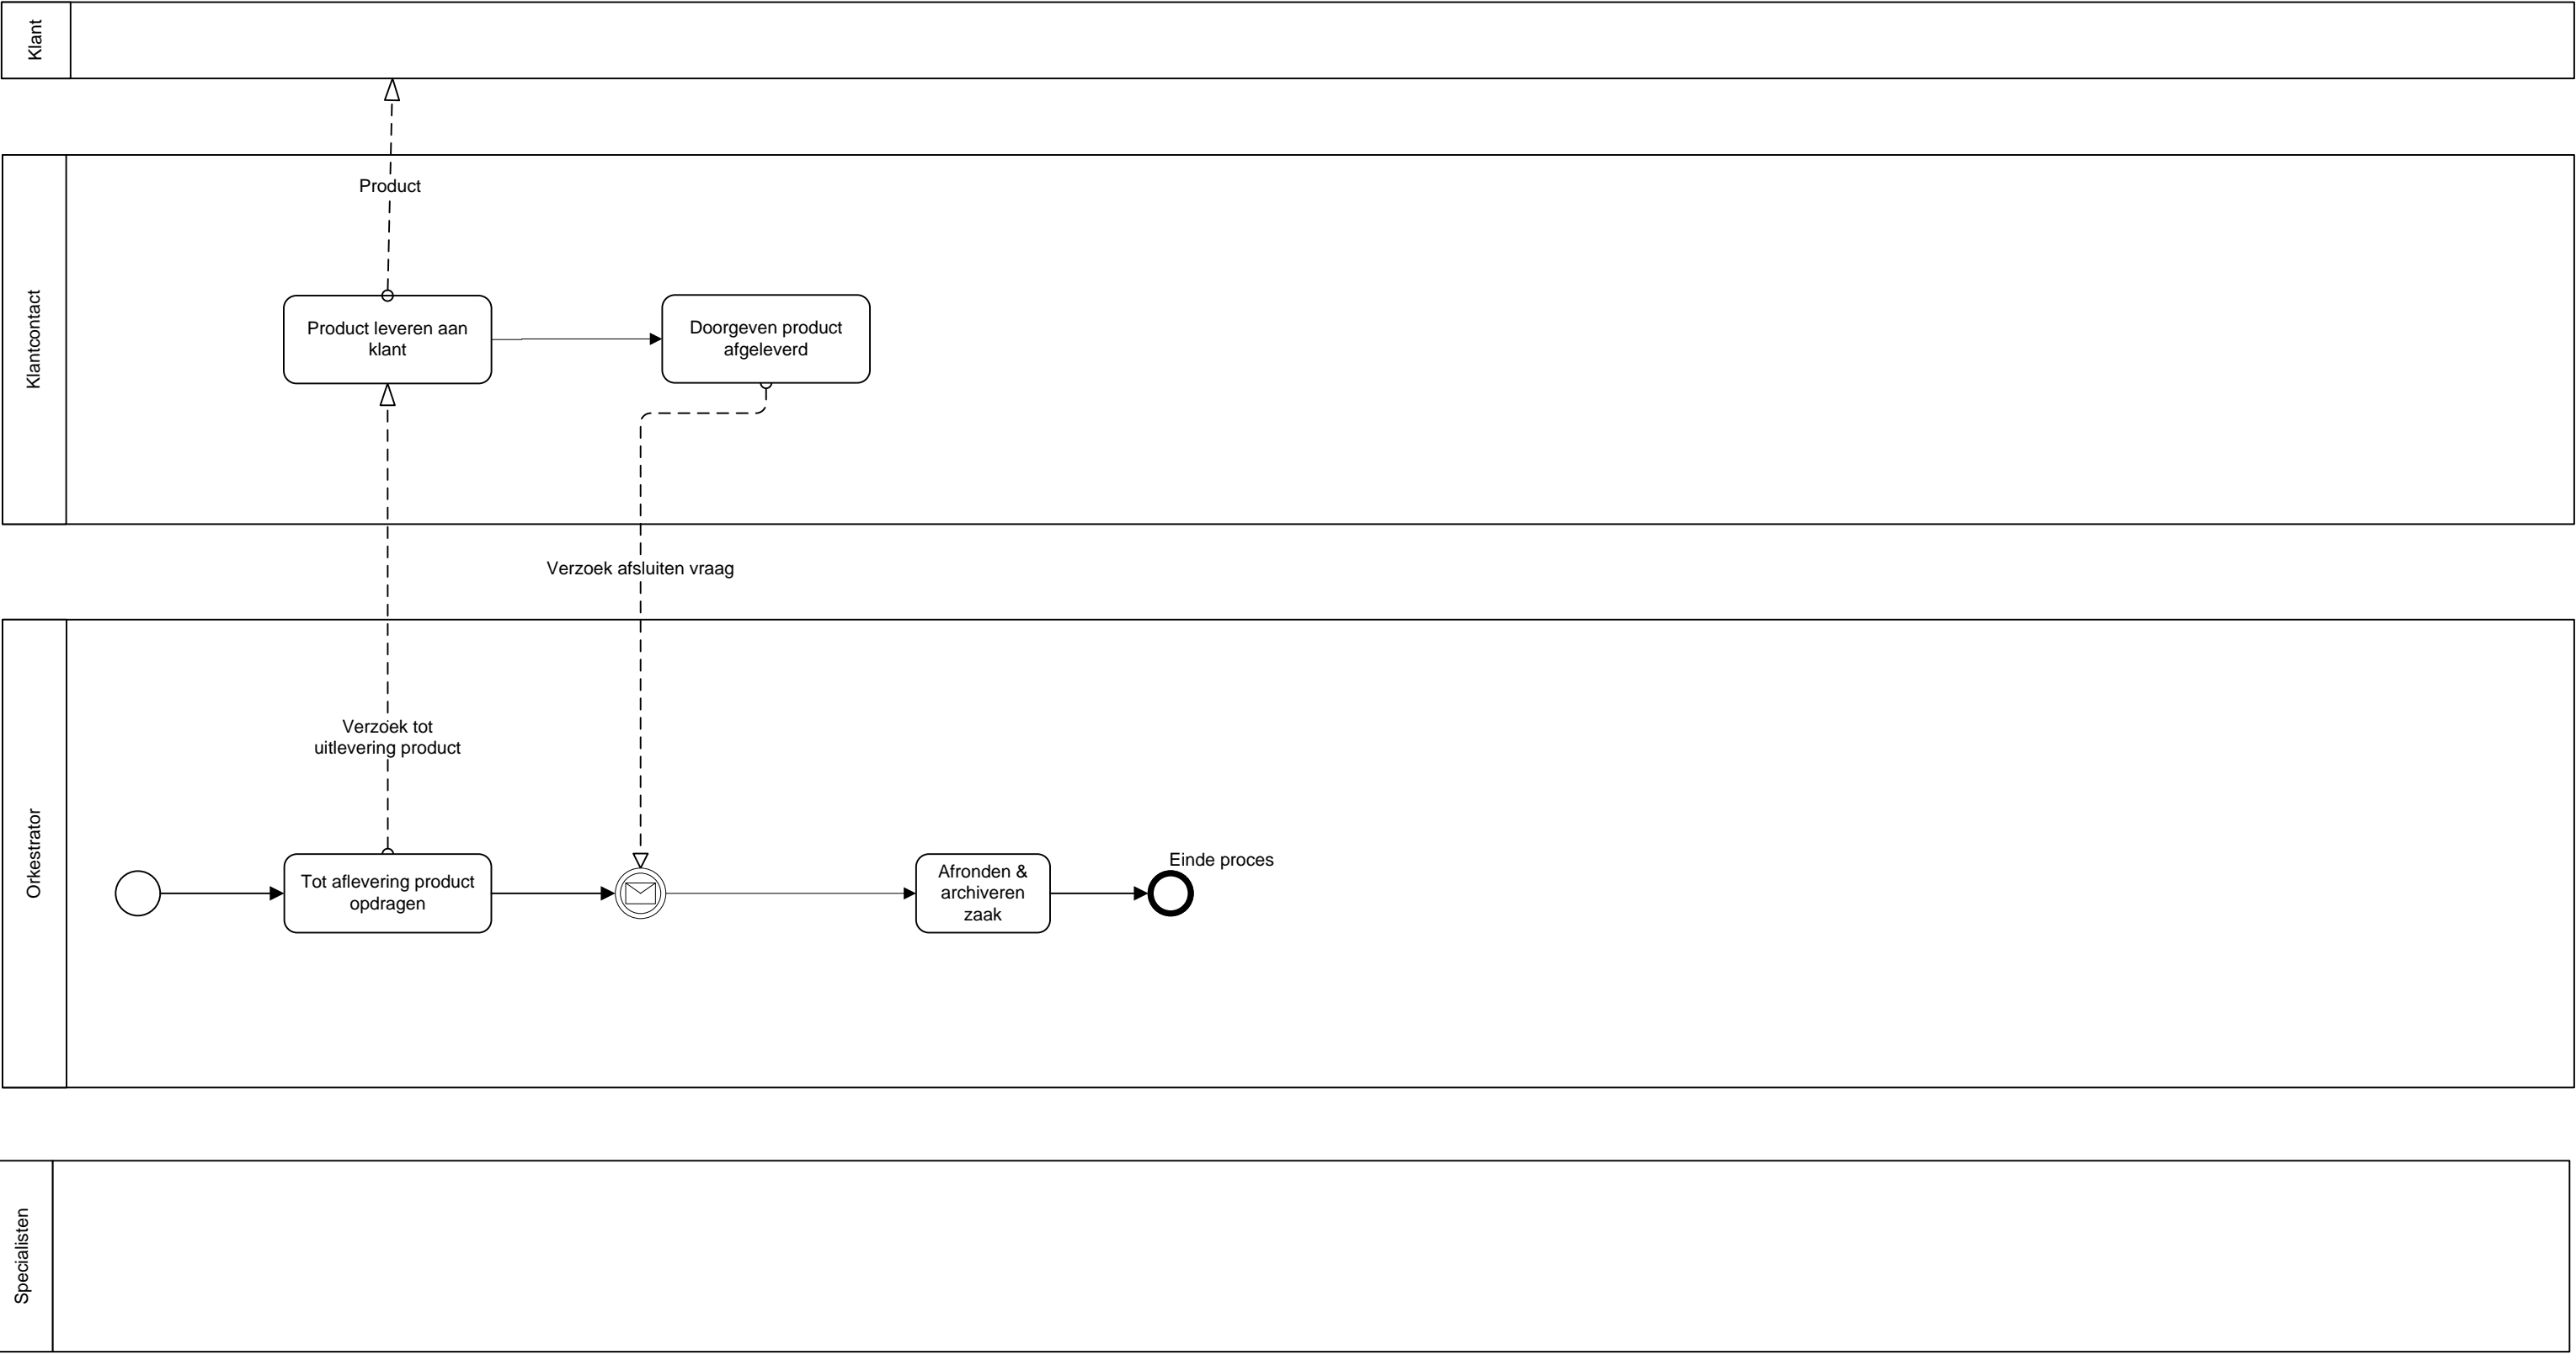 Klant
Product
Klantcontact
Product leveren aan
klant
Doorgeven product
afgeleverd
Verzoek afsluiten vraag
Orkestrator
Verzoek tot
uitlevering product
Tot aflevering product
opdragen
Afronden &
archiveren
zaak
Einde proces
Specialisten